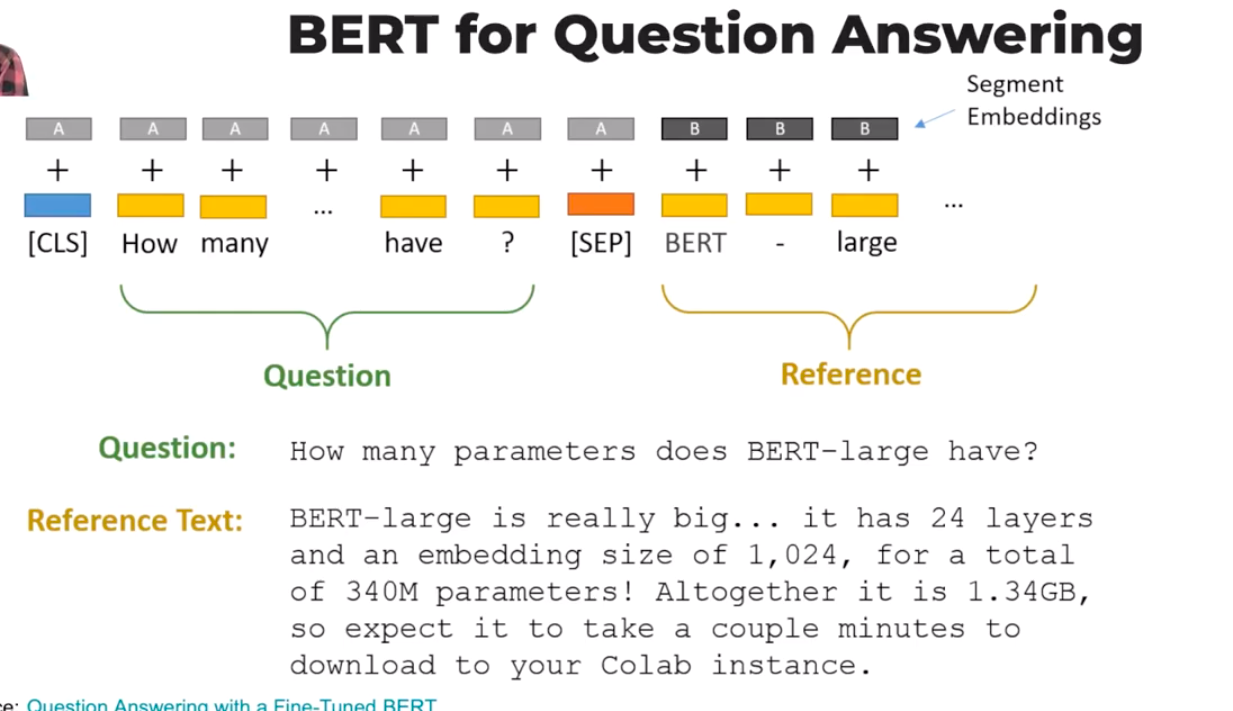 BERT for Question Answering
Segment
Embeddings
A A A A A A A B B B
+ + + + + + + + + +
... ...
[CLS] How many have ? [SEP] BERT - large
Question Reference
Question: How many parameters does BERT-large have?
Reference Text: BERT-large is really big... it has 24 layers
and an embedding size of 1,024, for a total
of 340M parameters! Altogether it is 1.34GB,
so expect it to take a couple minutes to
download to your Colab instance.
Question Answering with a Fine-Tuned BERT